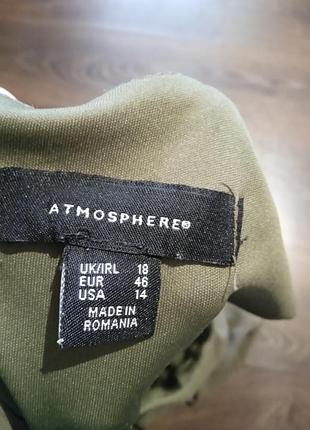 ATMOSPHERE®
UK/IRL 18
EUR 46
USA 14
MADE IN
ROMANIA